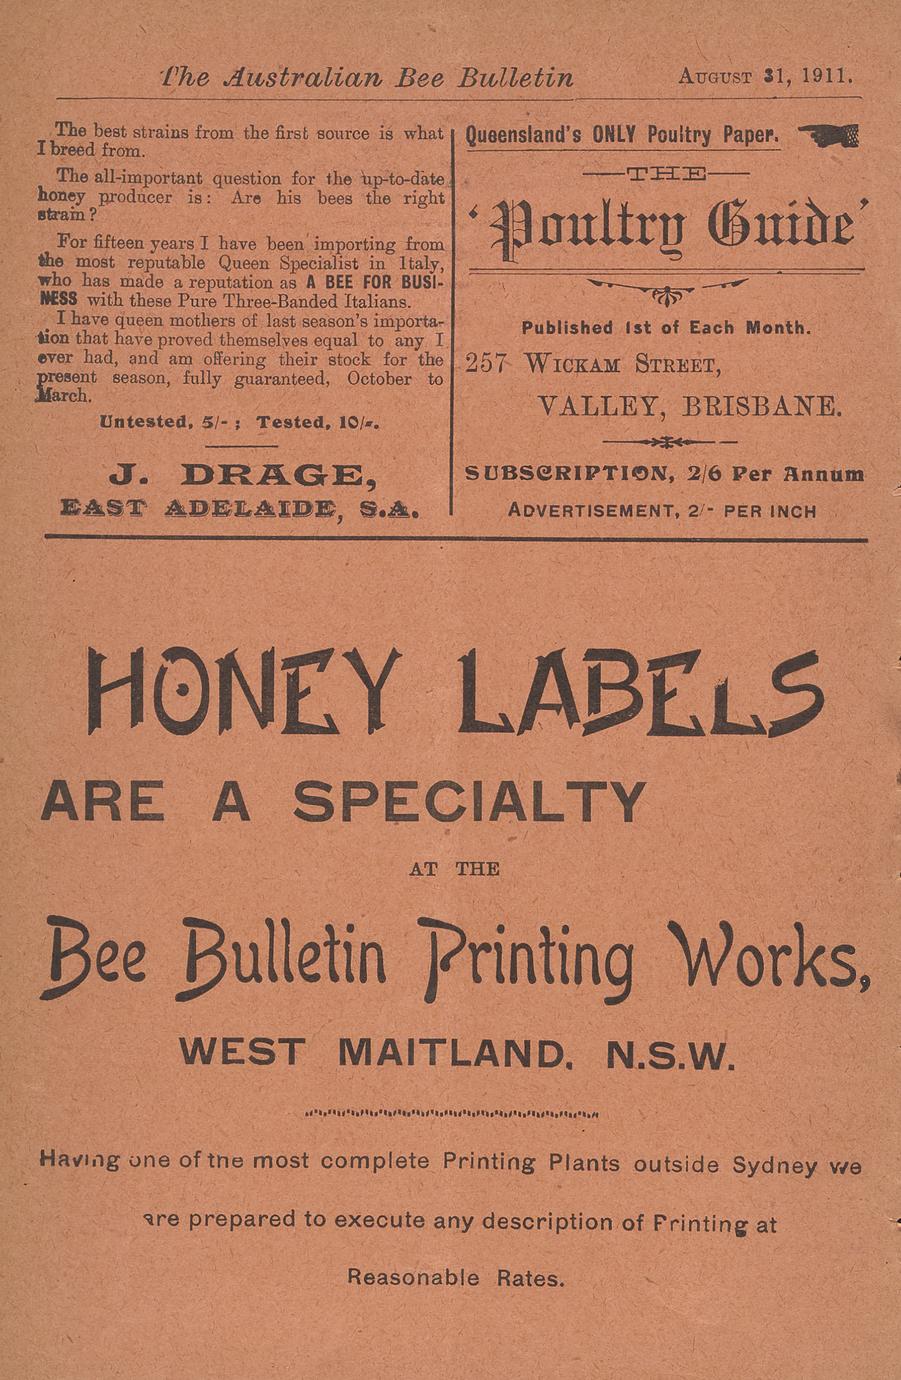 The Australian Bee Bulletin August 31, 1911.
The best strains from the first source is what
I breed from.
The all-important question for the up-to-date
honey producer is: Are his bees the right
strain?
For fifteen years I have been importing from
the most reputable Queen Specialist in Italy,
who has made a reputation as A BEE FOR BUSI-
NESS with these Pure Three-Banded Italians.
I have queen mothers of last season's importa-
tion that have proved themselves equal to any I
ever had, and am offering their stock for the
present season, fully guaranteed, October to
March.
Untested, 5/-; Tested, 10/-.
J. DRAGE,
EAST ADELAIDE, S.A.
Queensland's ONLY Poultry Paper.
THE
'Poultry Guide'
Published 1st of Each Month.
257 Wickam Street,
VALLEY, BRISBANE.
SUBSCRIPTION, 2/6 Per Annum
ADVERTISEMENT, 2/- PER INCH
HONEY LABELS
ARE A SPECIALTY
AT THE
Bee Bulletin Printing Works,
WEST MAITLAND, N.S.W.
Having one of the most complete Printing Plants outside Sydney we
are prepared to execute any description of Printing at
Reasonable Rates.